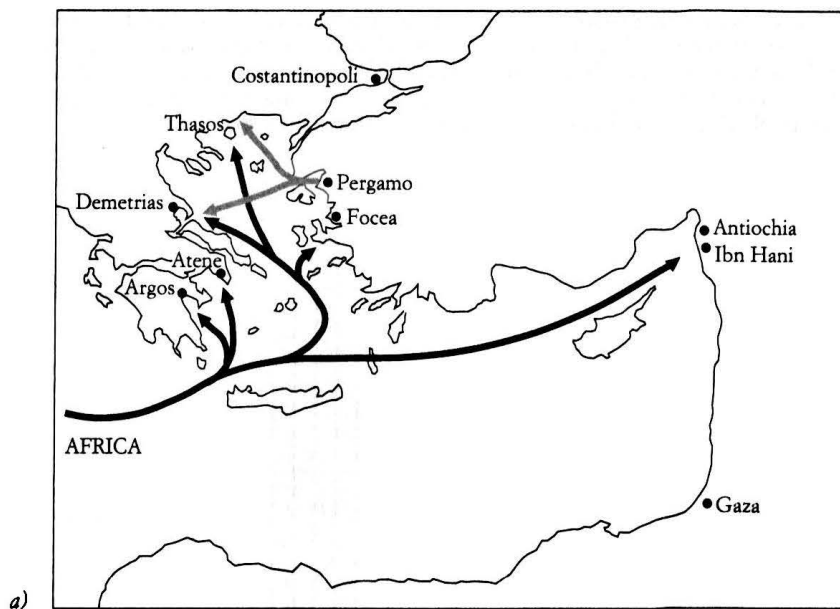 Costantinopoli
Thasos
Pergamo
Demetrias
Focea
Antiochia
Atene
Ibn Hani
Argos
AFRICA
Gaza
a)